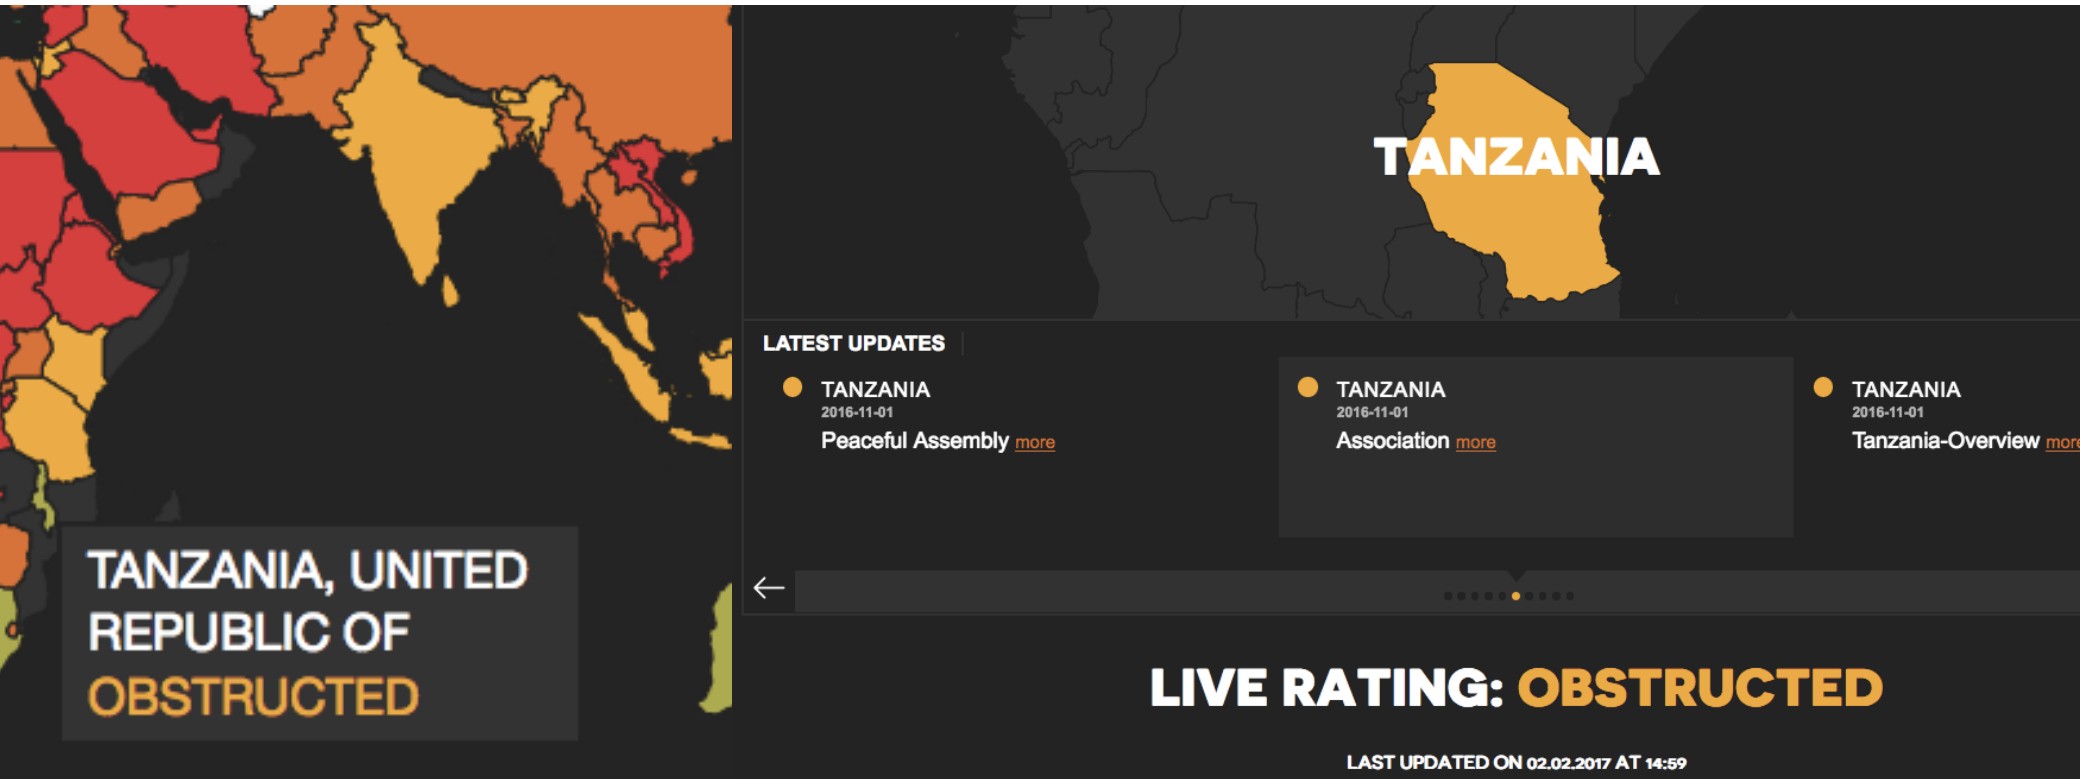 TANZANIA, UNITED
REPUBLIC OF
OBSTRUCTED
TANZANIA
LATEST UPDATES
TANZANIA
2016-11-01
Peaceful Assembly more
TANZANIA
2016-11-01
Association more
TANZANIA
2016-11-01
Tanzania-Overview more
LIVE RATING: OBSTRUCTED
LAST UPDATED ON 02.02.2017 AT 14:59